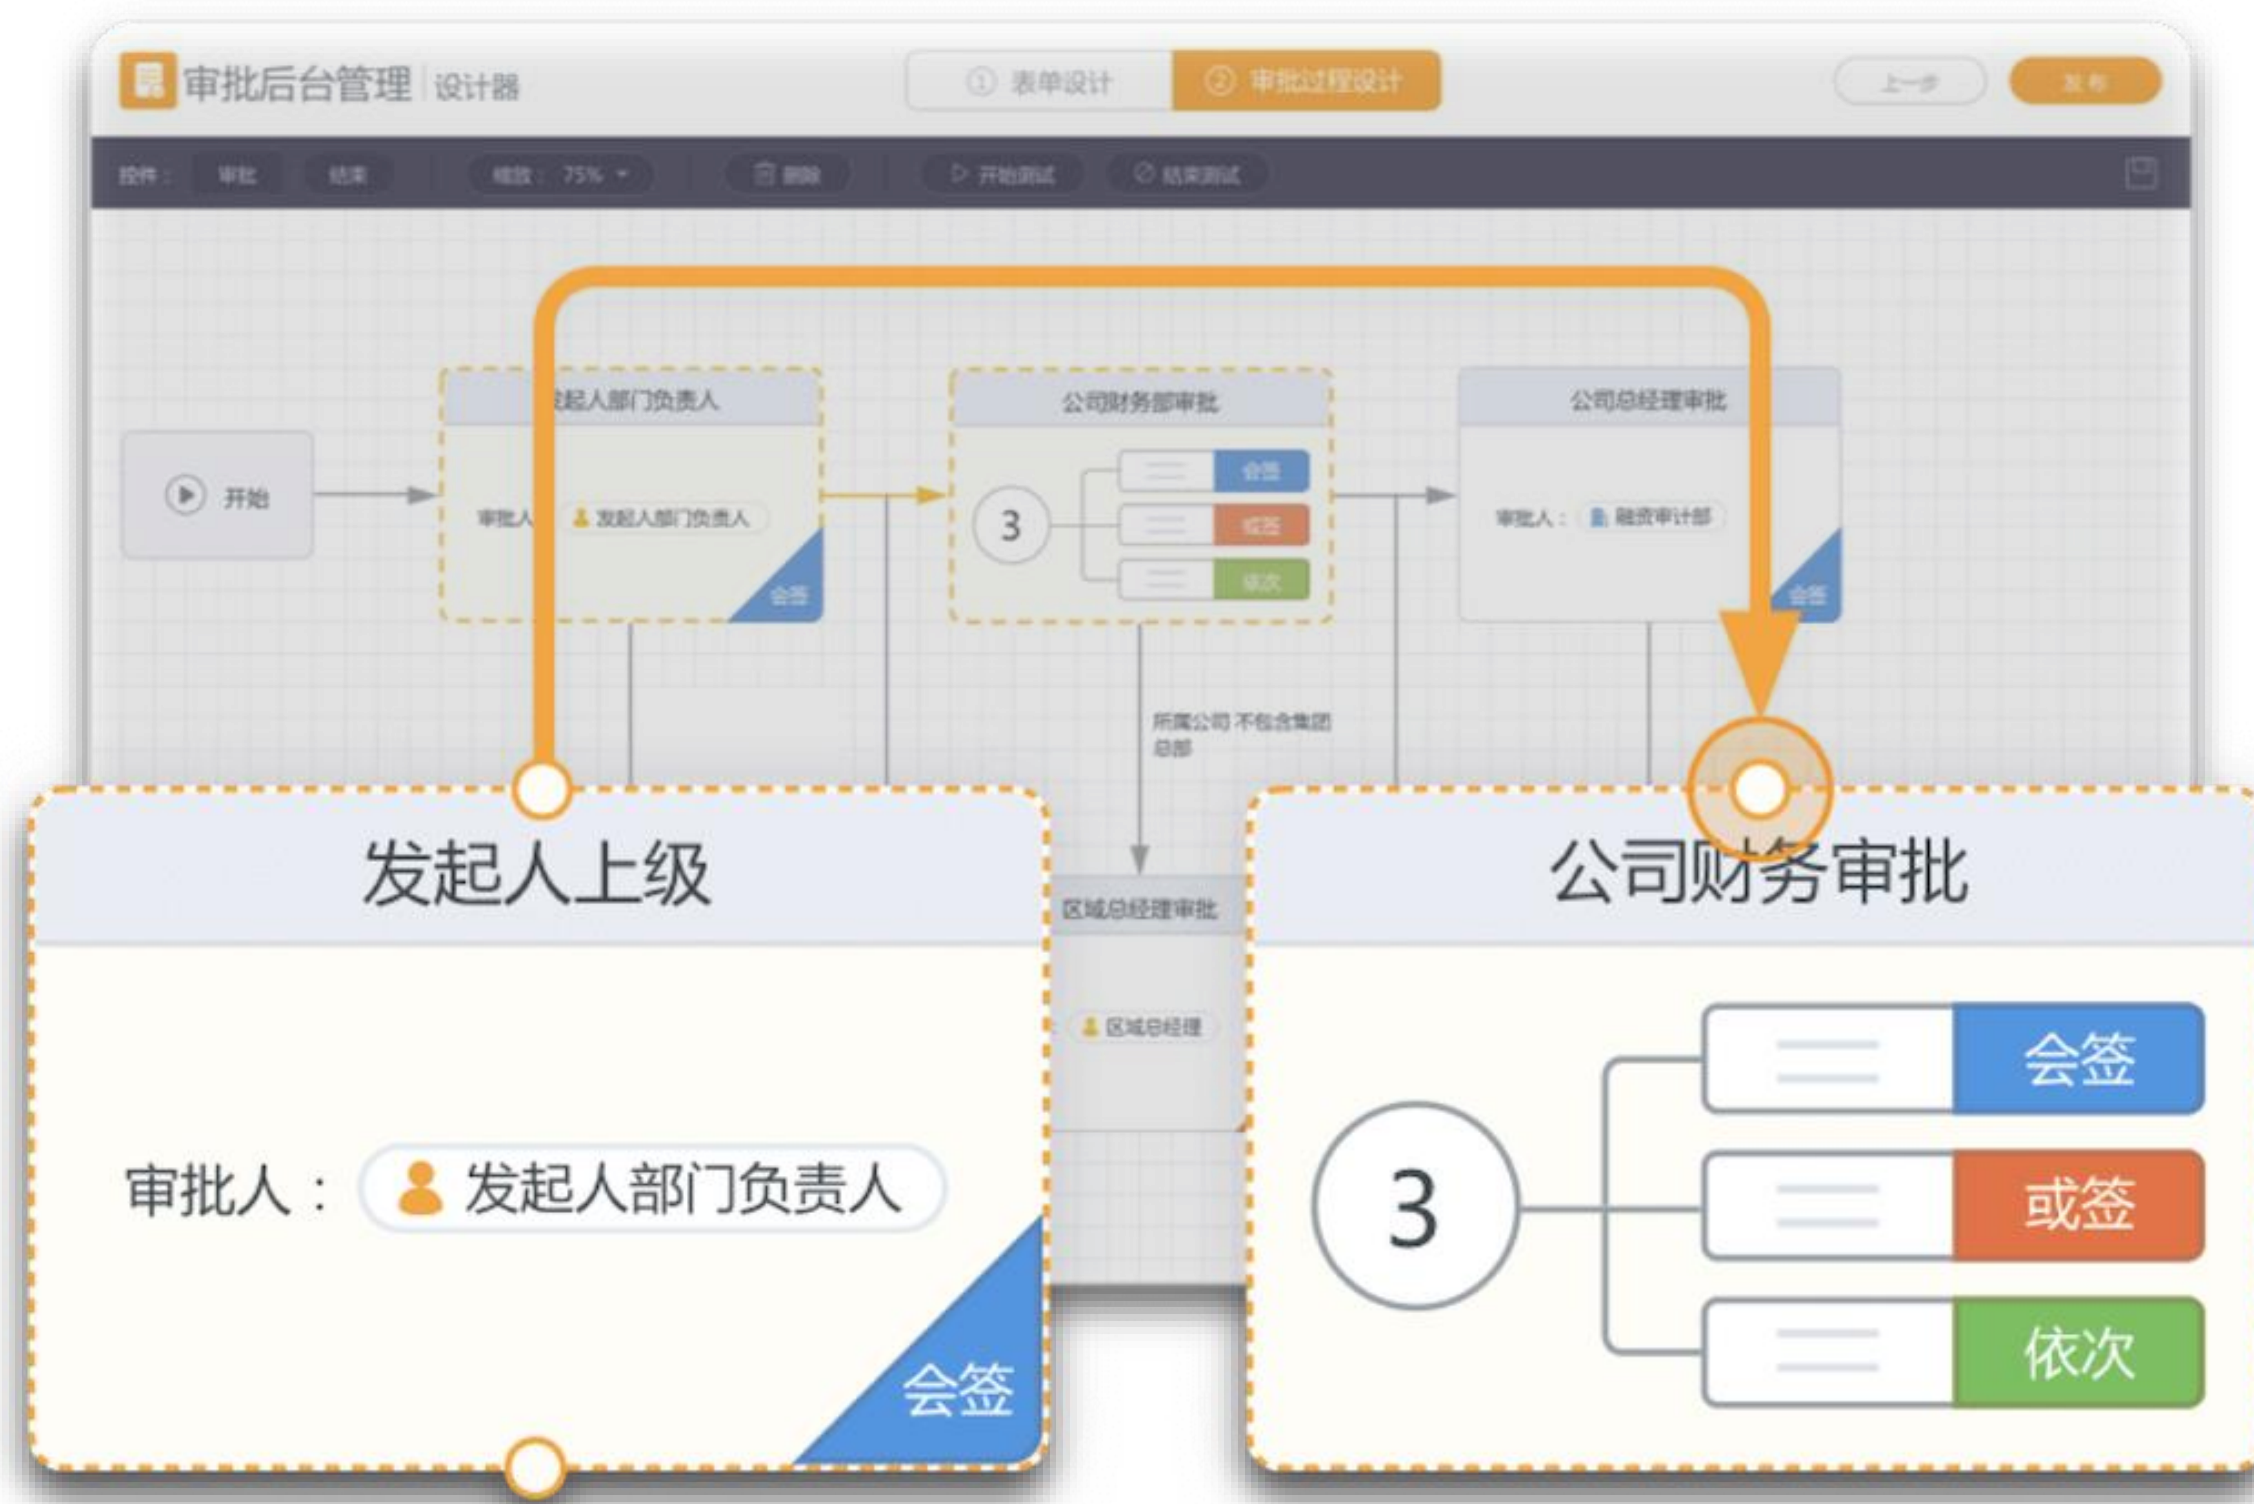 审批后台管理 设计器
① 表单设计
② 审批过程设计
上一步
发布
控件： 审批 结束 缩放： 75% 删除 开始测试 结束测试
起人部门负责人
公司财务部审批
公司总经理审批
开始
审批人
发起人部门负责人
会签
3
会签
或签
依次
审批人： 融资审计部
会签
所属公司 不包含集团
总部
发起人上级
审批人： 发起人部门负责人
会签
区域总经理审批
区域总经理
公司财务审批
3
会签
或签
依次